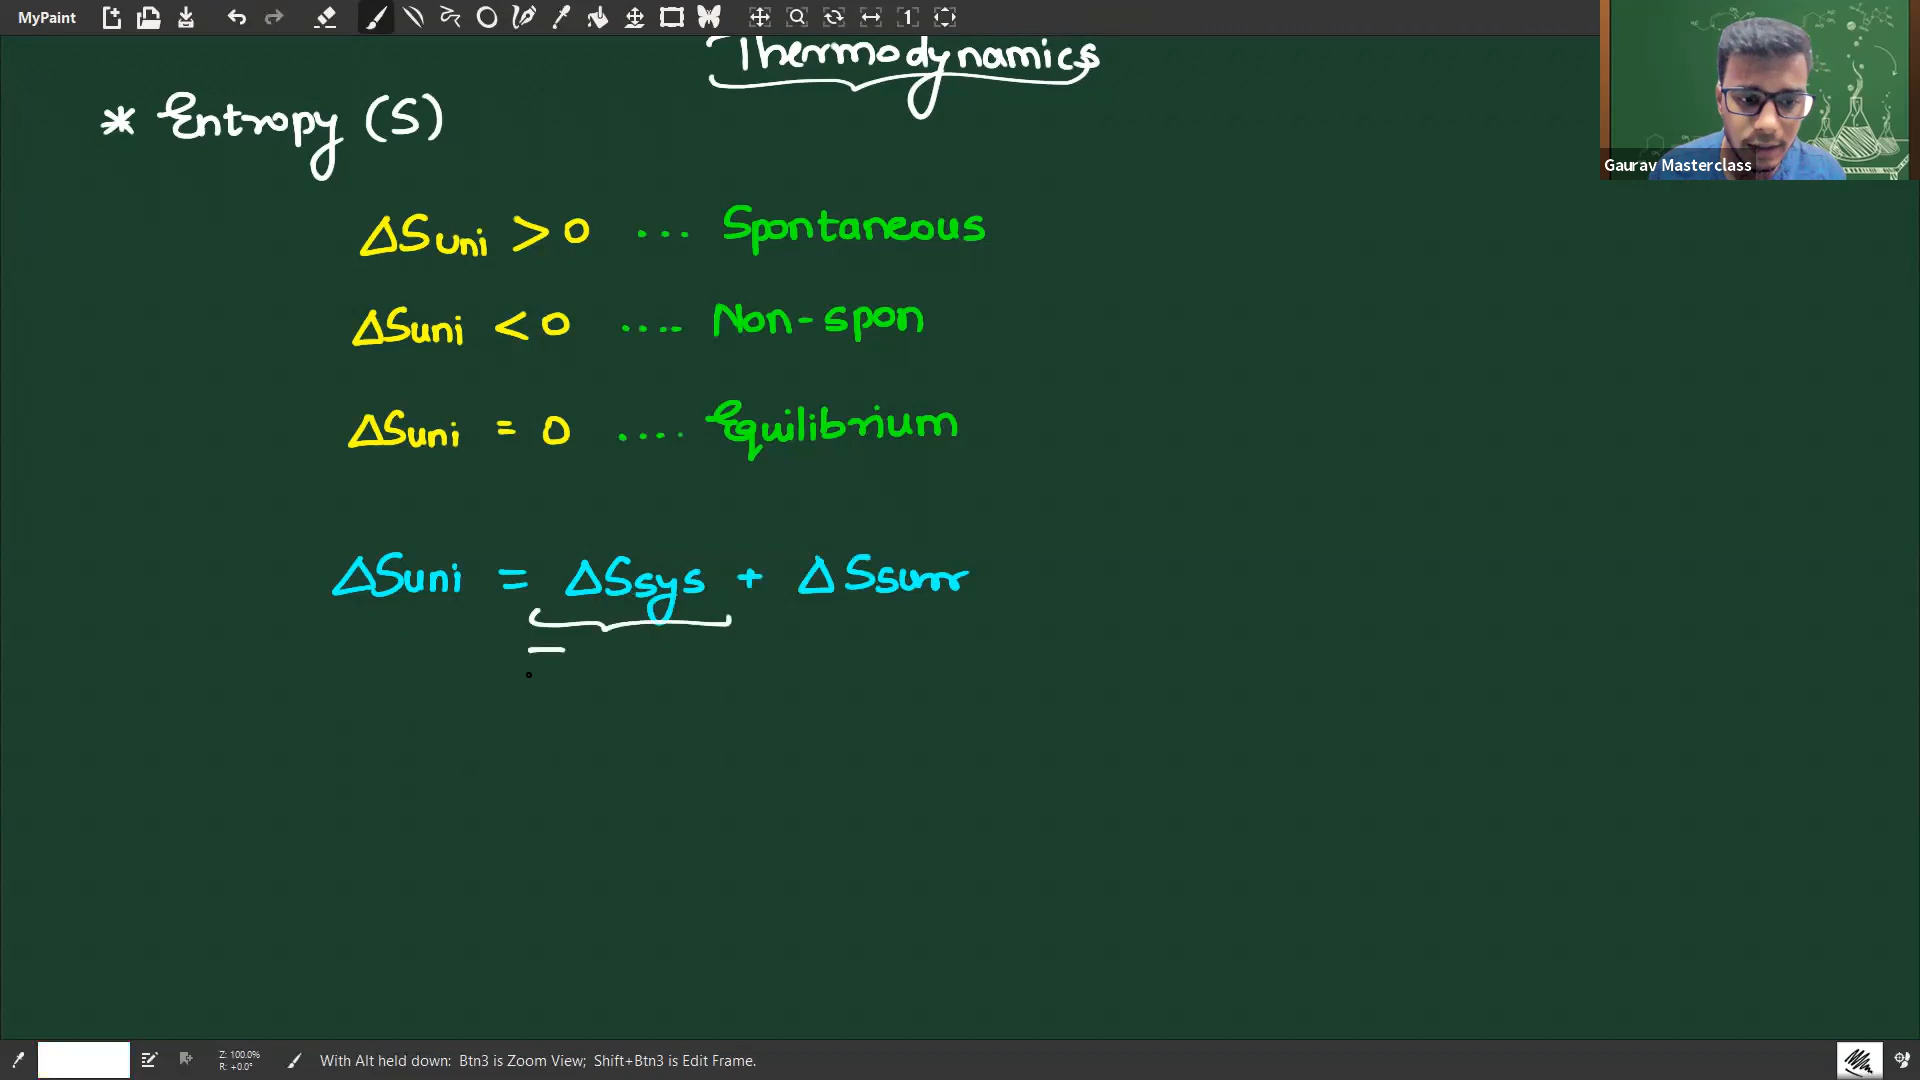 MyPaint
Thermodynamics
* Entropy (S)
Gaurav Masterclass
ΔSuni > 0 ... Spontaneous
ΔSuni < 0 .... Non-spon
ΔSuni = 0 .... Equilibrium
ΔSuni = ΔSsys + ΔSsurr
Z: 100.0%
R: +0.0°
With Alt held down: Btn3 is Zoom View; Shift+Btn3 is Edit Frame.